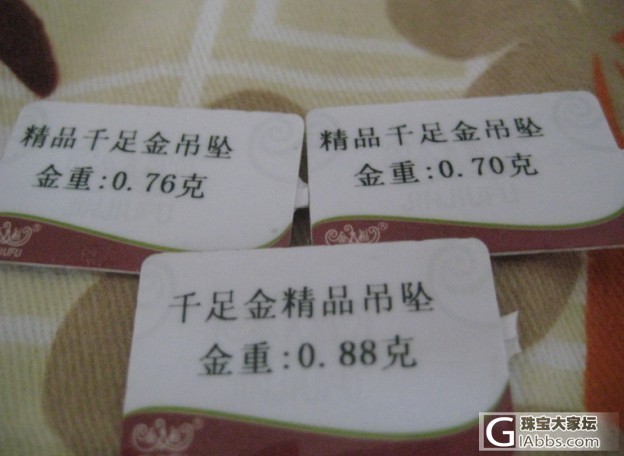 精品千足金吊坠
金重:0.76克
精品千足金吊坠
金重:0.70克
千足金精品吊坠
金重:0.88克
珠宝大家坛
GlAbbs.com